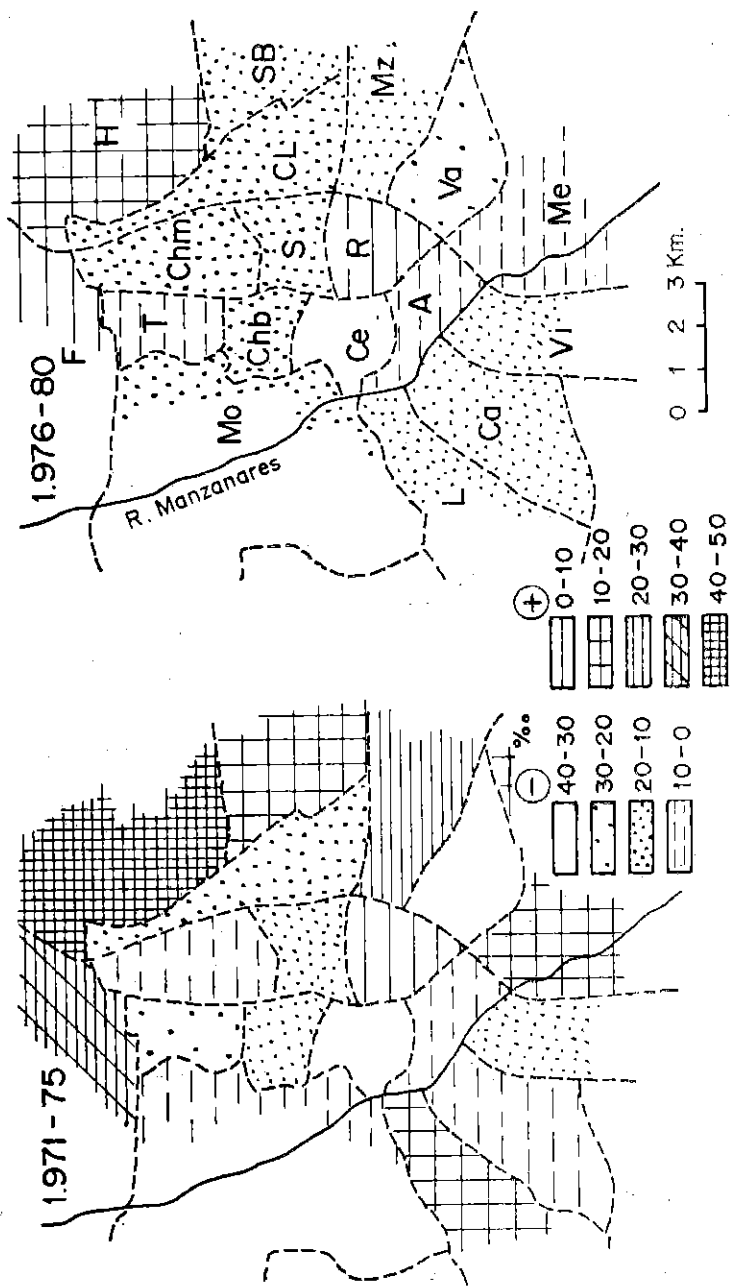 1.971-75
1.976-80
F
H
T
Chm
SB
Mo
Chb
S
CL
Ce
R
Mz
A
Va
L
Ca
Vi
Me
R. Manzanares
0 1 2 3 Km.
‰
−
40-30
30-20
20-10
10-0
+
0-10
10-20
20-30
30-40
40-50